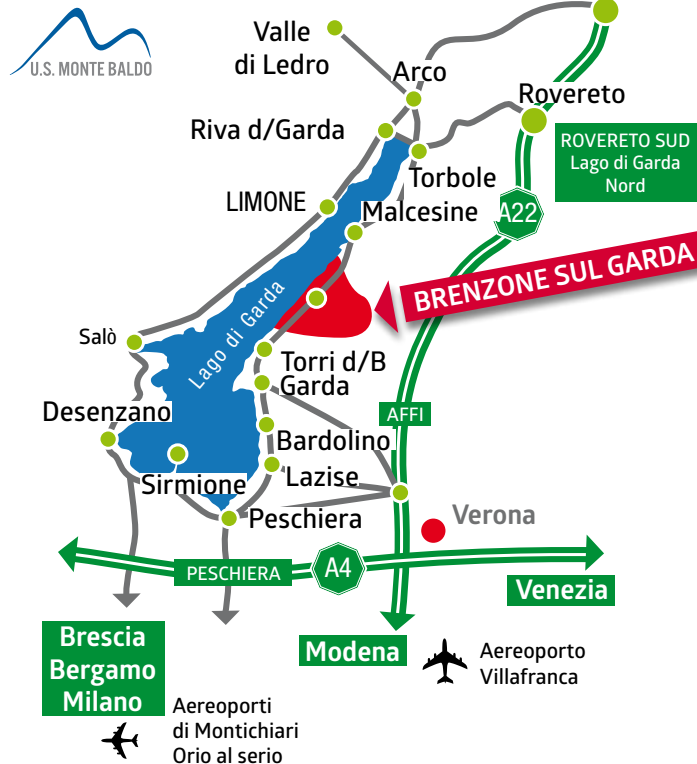 U.S. MONTE BALDO
Valle
di Ledro
Arco
Rovereto
Riva d/Garda
ROVERETO SUD
Lago di Garda
Nord
Torbole
LIMONE
Malcesine
A22
BRENZONE SUL GARDA
Lago di Garda
Salò
Torri d/B
Garda
Desenzano
AFFI
Bardolino
Lazise
Sirmione
Peschiera
Verona
PESCHIERA
A4
Venezia
Brescia
Bergamo
Milano
Modena
Aereoporto
Villafranca
Aereoporti
di Montichiari
Orio al serio